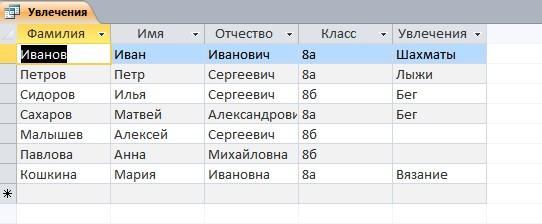 Увлечения
Фамилия Имя Отчество Класс Увлечения
Иванов Иван Иванович 8а Шахматы
Петров Петр Сергеевич 8а Лыжи
Сидоров Илья Сергеевич 8б Бег
Сахаров Матвей Александрови 8а Бег
Малышев Алексей Сергеевич 8б
Павлова Анна Михайловна 8б
Кошкина Мария Ивановна 8а Вязание